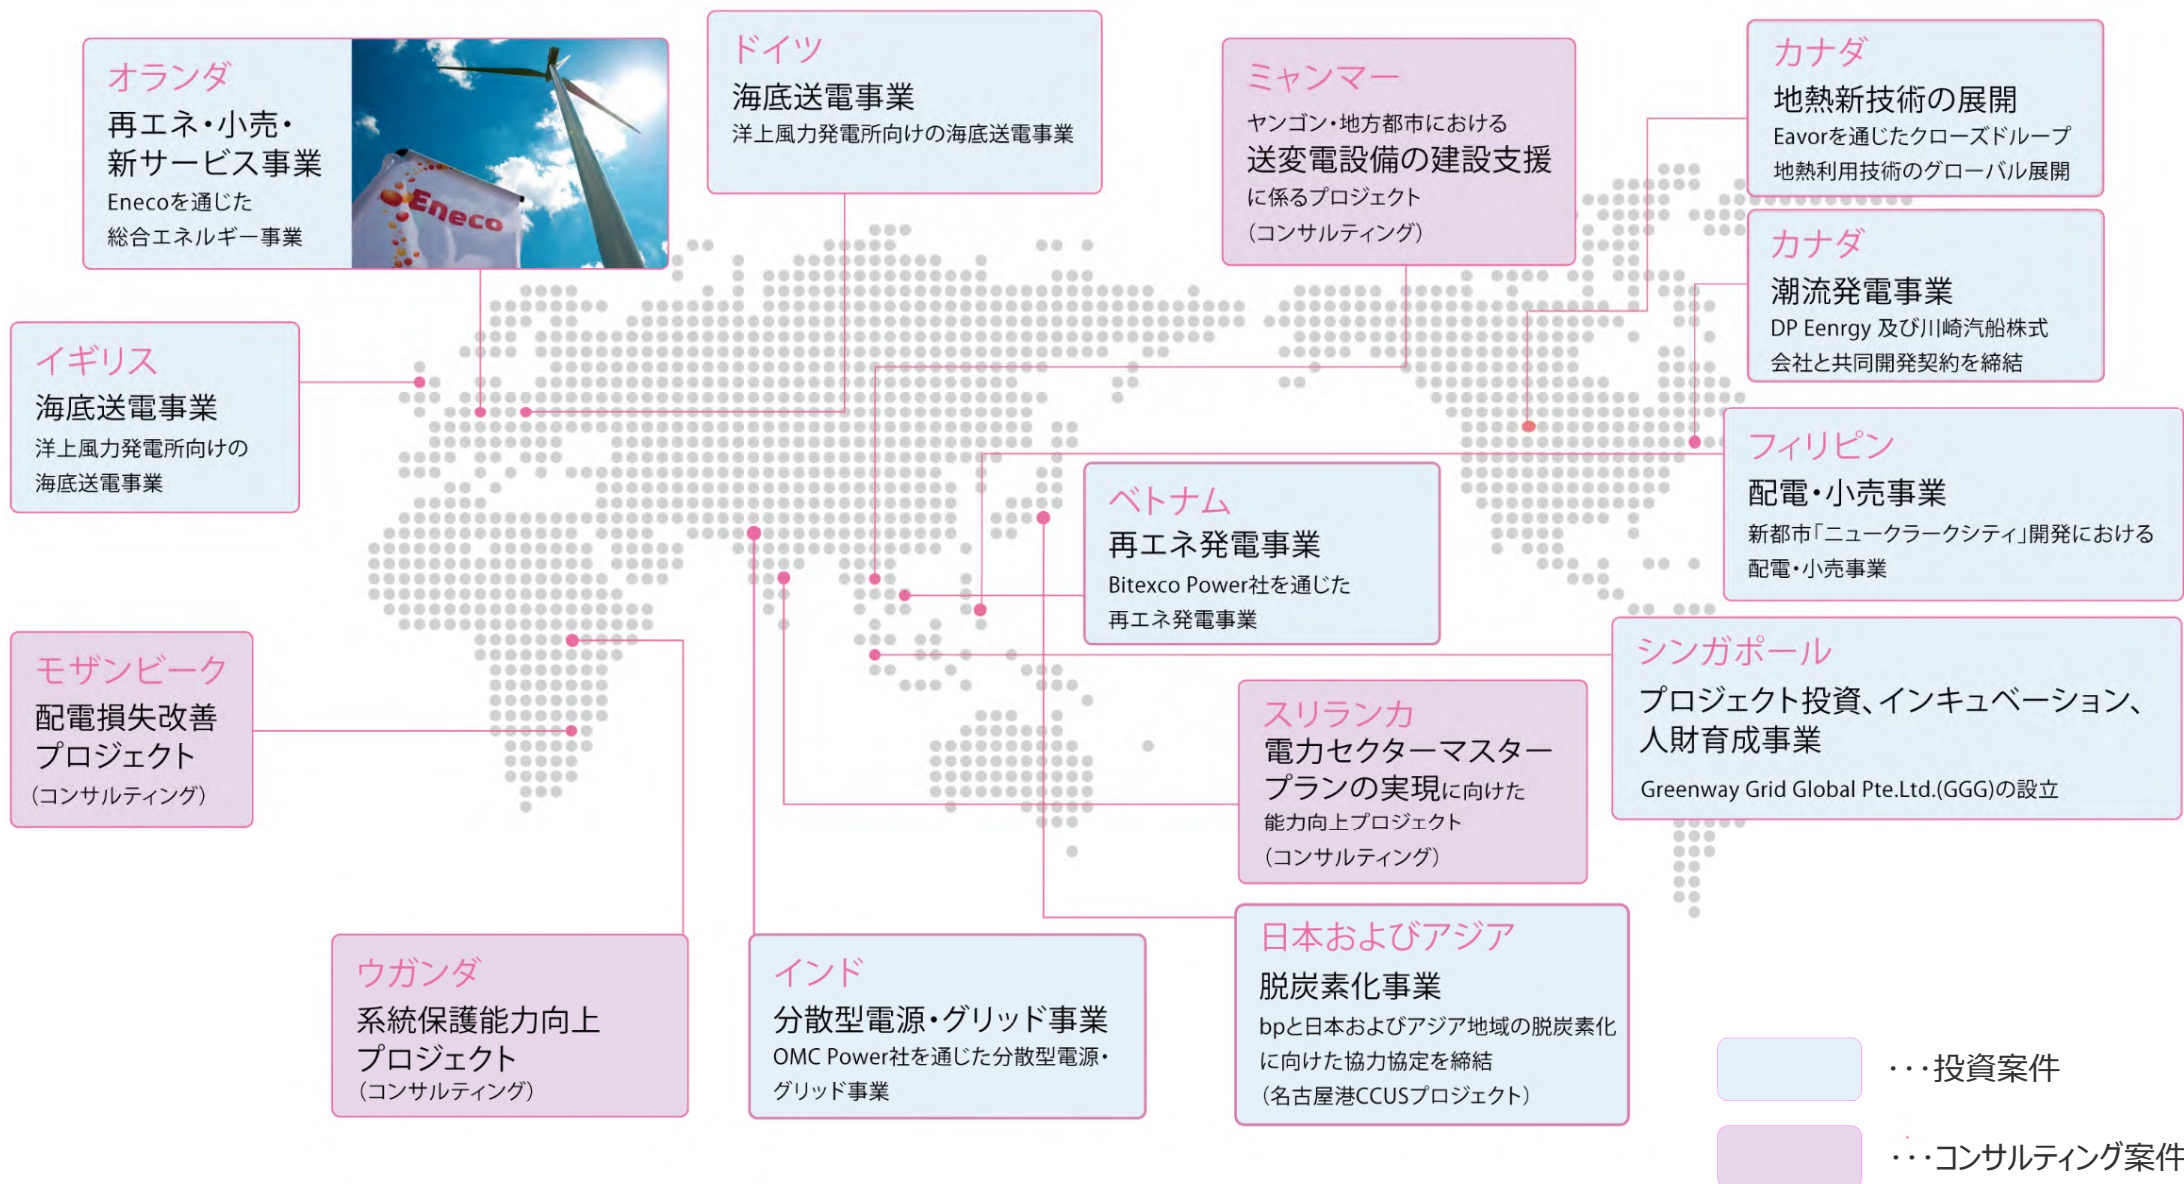 オランダ
再エネ・小売・
新サービス事業
Enecoを通じた
総合エネルギー事業
Eneco
ドイツ
海底送電事業
洋上風力発電所向けの海底送電事業
ミャンマー
ヤンゴン・地方都市における
送変電設備の建設支援
に係るプロジェクト
(コンサルティング)
カナダ
地熱新技術の展開
Eavorを通じたクローズドループ
地熱利用技術のグローバル展開
カナダ
潮流発電事業
DP Eenrgy 及び川崎汽船株式
会社と共同開発契約を締結
イギリス
海底送電事業
洋上風力発電所向けの
海底送電事業
フィリピン
配電・小売事業
新都市「ニュークラークシティ」開発における
配電・小売事業
ベトナム
再エネ発電事業
Bitexco Power社を通じた
再エネ発電事業
モザンビーク
配電損失改善
プロジェクト
(コンサルティング)
シンガポール
プロジェクト投資、インキュベーション、
人財育成事業
Greenway Grid Global Pte.Ltd.(GGG)の設立
スリランカ
電力セクターマスター
プランの実現に向けた
能力向上プロジェクト
(コンサルティング)
ウガンダ
系統保護能力向上
プロジェクト
(コンサルティング)
インド
分散型電源・グリッド事業
OMC Power社を通じた分散型電源・
グリッド事業
日本およびアジア
脱炭素化事業
bpと日本およびアジア地域の脱炭素化
に向けた協力協定を締結
(名古屋港CCUSプロジェクト)
・・・投資案件
・・・コンサルティング案件